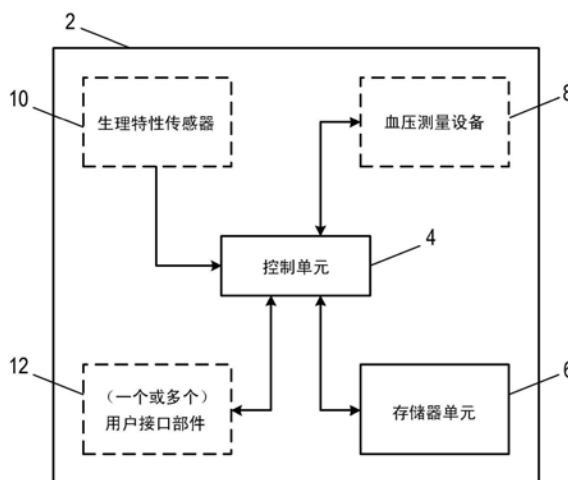 2
10
生理特性传感器
血压测量设备
8
控制单元
4
12
（一个或多个）
用户接口部件
存储器单元
6